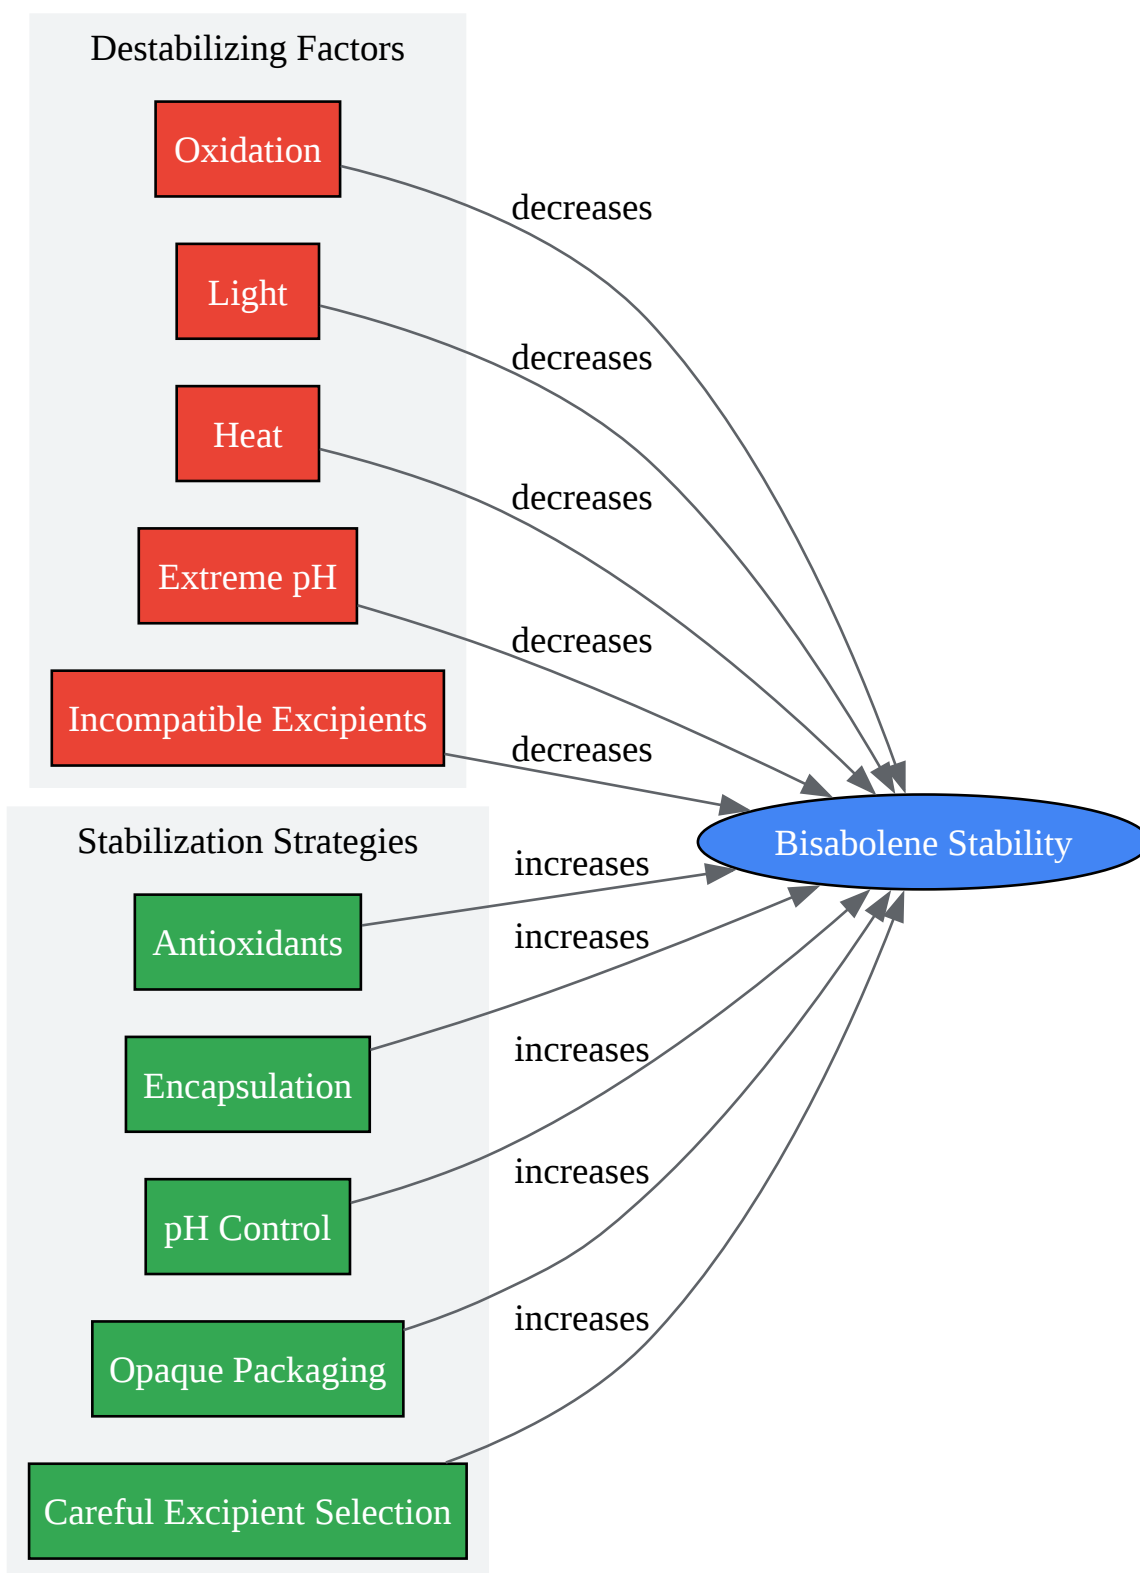 Destabilizing Factors
Oxidation
decreases
Light
decreases
Heat
decreases
Extreme pH
decreases
Incompatible Excipients
decreases
Stabilization Strategies
Bisabolene Stability
increases
Antioxidants
increases
Encapsulation
increases
pH Control
increases
Opaque Packaging
increases
Careful Excipient Selection